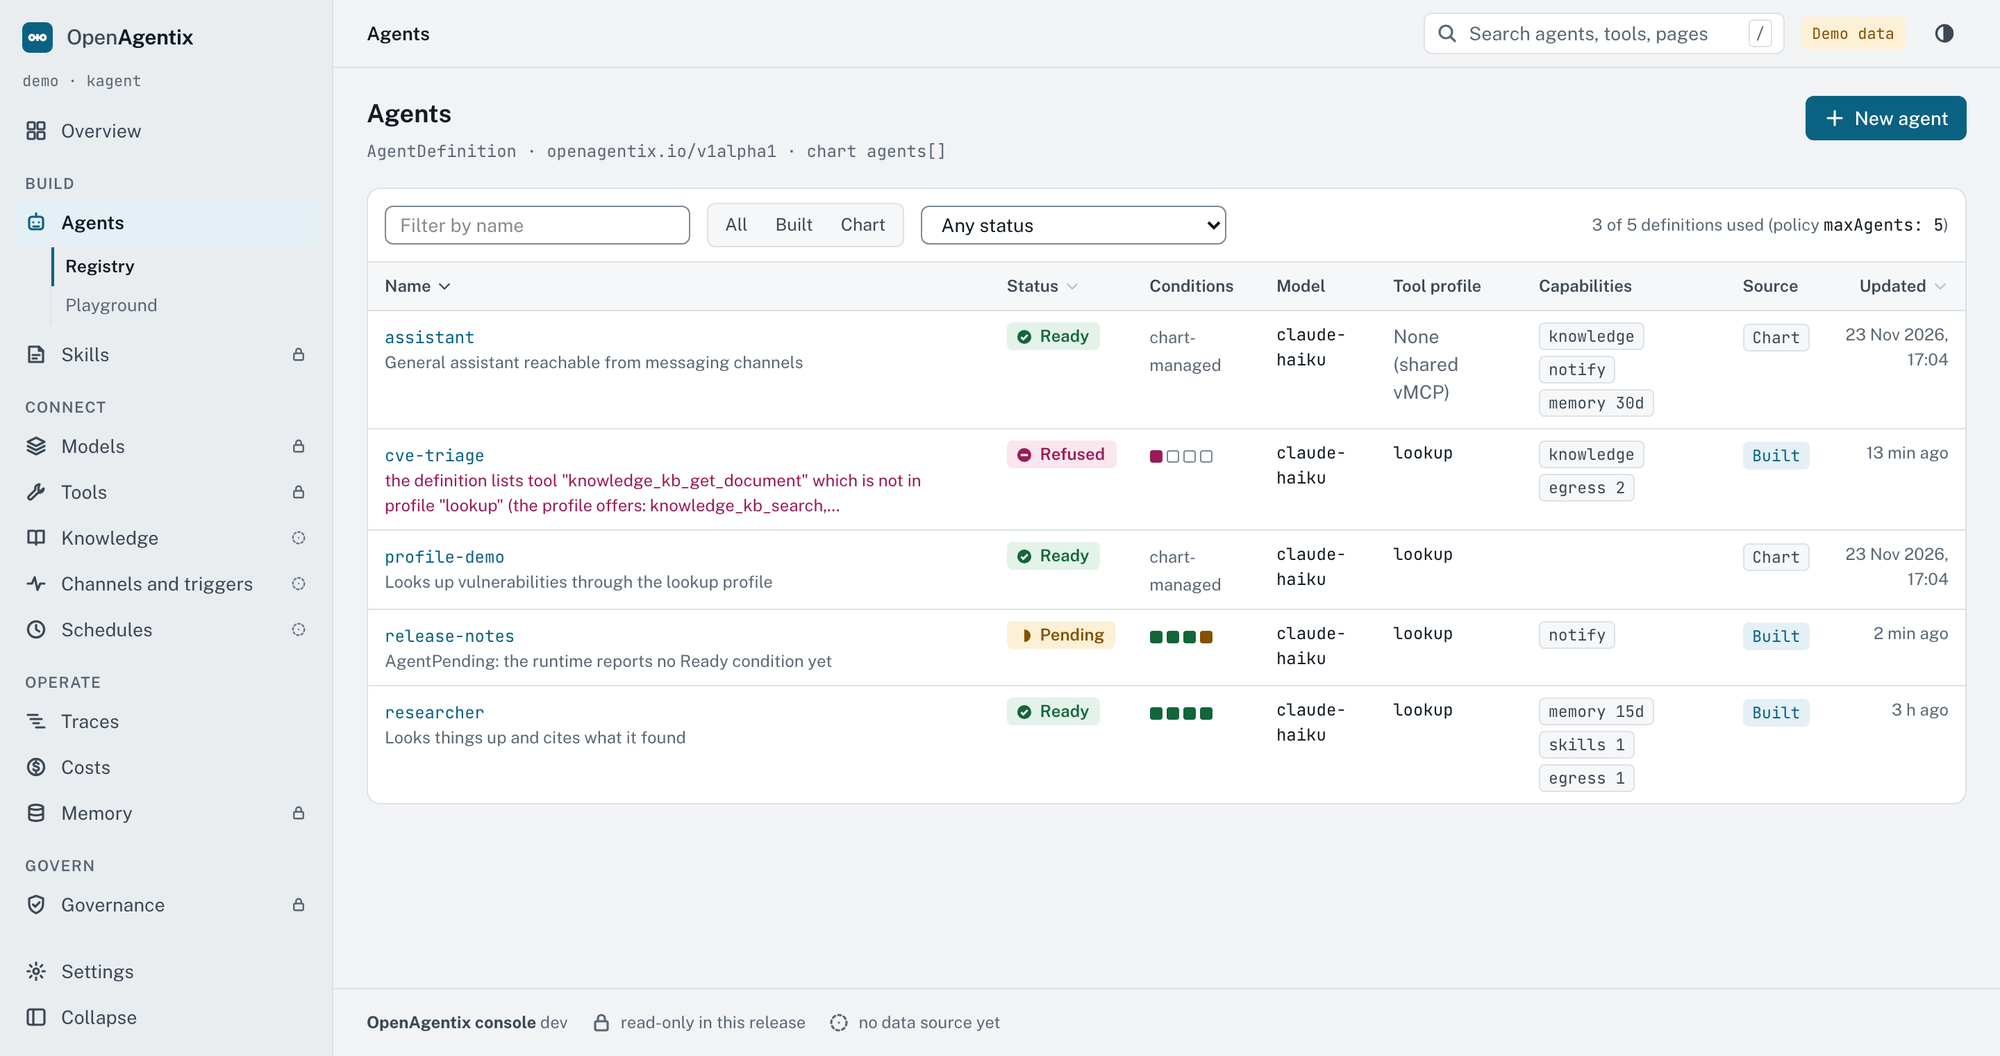 OpenAgentix
demo · kagent
Overview
BUILD
Agents
Registry
Playground
Skills
CONNECT
Models
Tools
Knowledge
Channels and triggers
Schedules
OPERATE
Traces
Costs
Memory
GOVERN
Governance
Settings
Collapse
Agents
Search agents, tools, pages /
Demo data
Agents
AgentDefinition · openagentix.io/v1alpha1 · chart agents[]
+ New agent
Filter by name
All Built Chart
Any status
3 of 5 definitions used (policy maxAgents: 5)
Name Status Conditions Model Tool profile Capabilities Source Updated
assistant
General assistant reachable from messaging channels
Ready
chart-
managed
claude-
haiku
None
(shared
vMCP)
knowledge
notify
memory 30d
Chart
23 Nov 2026,
17:04
cve-triage
the definition lists tool "knowledge_kb_get_document" which is not in
profile "lookup" (the profile offers: knowledge_kb_search,...
Refused
claude-
haiku
lookup
knowledge
egress 2
Built
13 min ago
profile-demo
Looks up vulnerabilities through the lookup profile
Ready
chart-
managed
claude-
haiku
lookup
Chart
23 Nov 2026,
17:04
release-notes
AgentPending: the runtime reports no Ready condition yet
Pending
claude-
haiku
lookup
notify
Built
2 min ago
researcher
Looks things up and cites what it found
Ready
claude-
haiku
lookup
memory 15d
skills 1
egress 1
Built
3 h ago
OpenAgentix console dev
read-only in this release
no data source yet